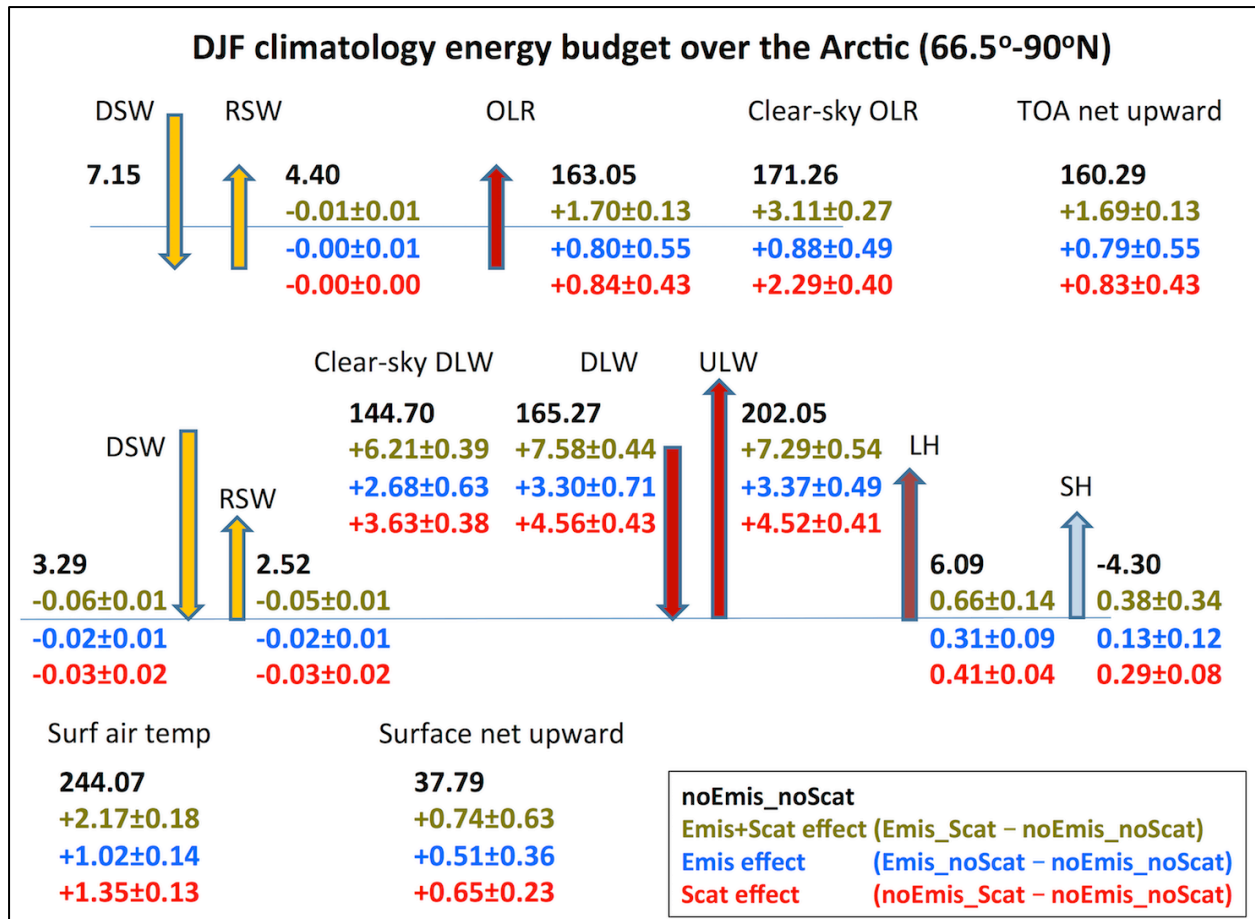 DJF climatology energy budget over the Arctic (66.5º-90ºN)
DSW RSW OLR Clear-sky OLR TOA net upward
7.15 4.40 163.05 171.26 160.29
-0.01±0.01 +1.70±0.13 +3.11±0.27 +1.69±0.13
-0.00±0.01 +0.80±0.55 +0.88±0.49 +0.79±0.55
-0.00±0.00 +0.84±0.43 +2.29±0.40 +0.83±0.43
Clear-sky DLW DLW ULW
144.70 165.27 202.05
+6.21±0.39 +7.58±0.44 +7.29±0.54
+2.68±0.63 +3.30±0.71 +3.37±0.49
+3.63±0.38 +4.56±0.43 +4.52±0.41
DSW RSW LH SH
3.29 2.52 6.09 -4.30
-0.06±0.01 -0.05±0.01 0.66±0.14 0.38±0.34
-0.02±0.01 -0.02±0.01 0.31±0.09 0.13±0.12
-0.03±0.02 -0.03±0.02 0.41±0.04 0.29±0.08
Surf air temp Surface net upward
244.07 37.79
+2.17±0.18 +0.74±0.63
+1.02±0.14 +0.51±0.36
+1.35±0.13 +0.65±0.23
noEmis_noScat
Emis+Scat effect (Emis_Scat – noEmis_noScat)
Emis effect (Emis_noScat – noEmis_noScat)
Scat effect (noEmis_Scat – noEmis_noScat)